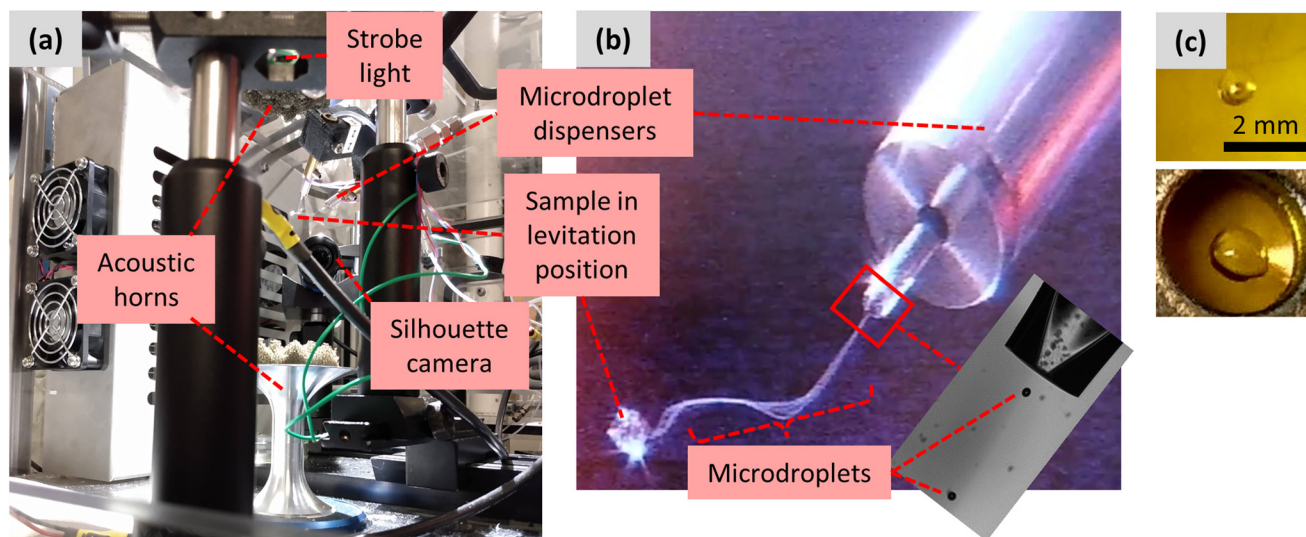 (a)
Strobe
light
Acoustic
horns
Silhouette
camera
(b)
Microdroplet
dispensers
Sample in
levitation
position
Microdroplets
(c)
2 mm